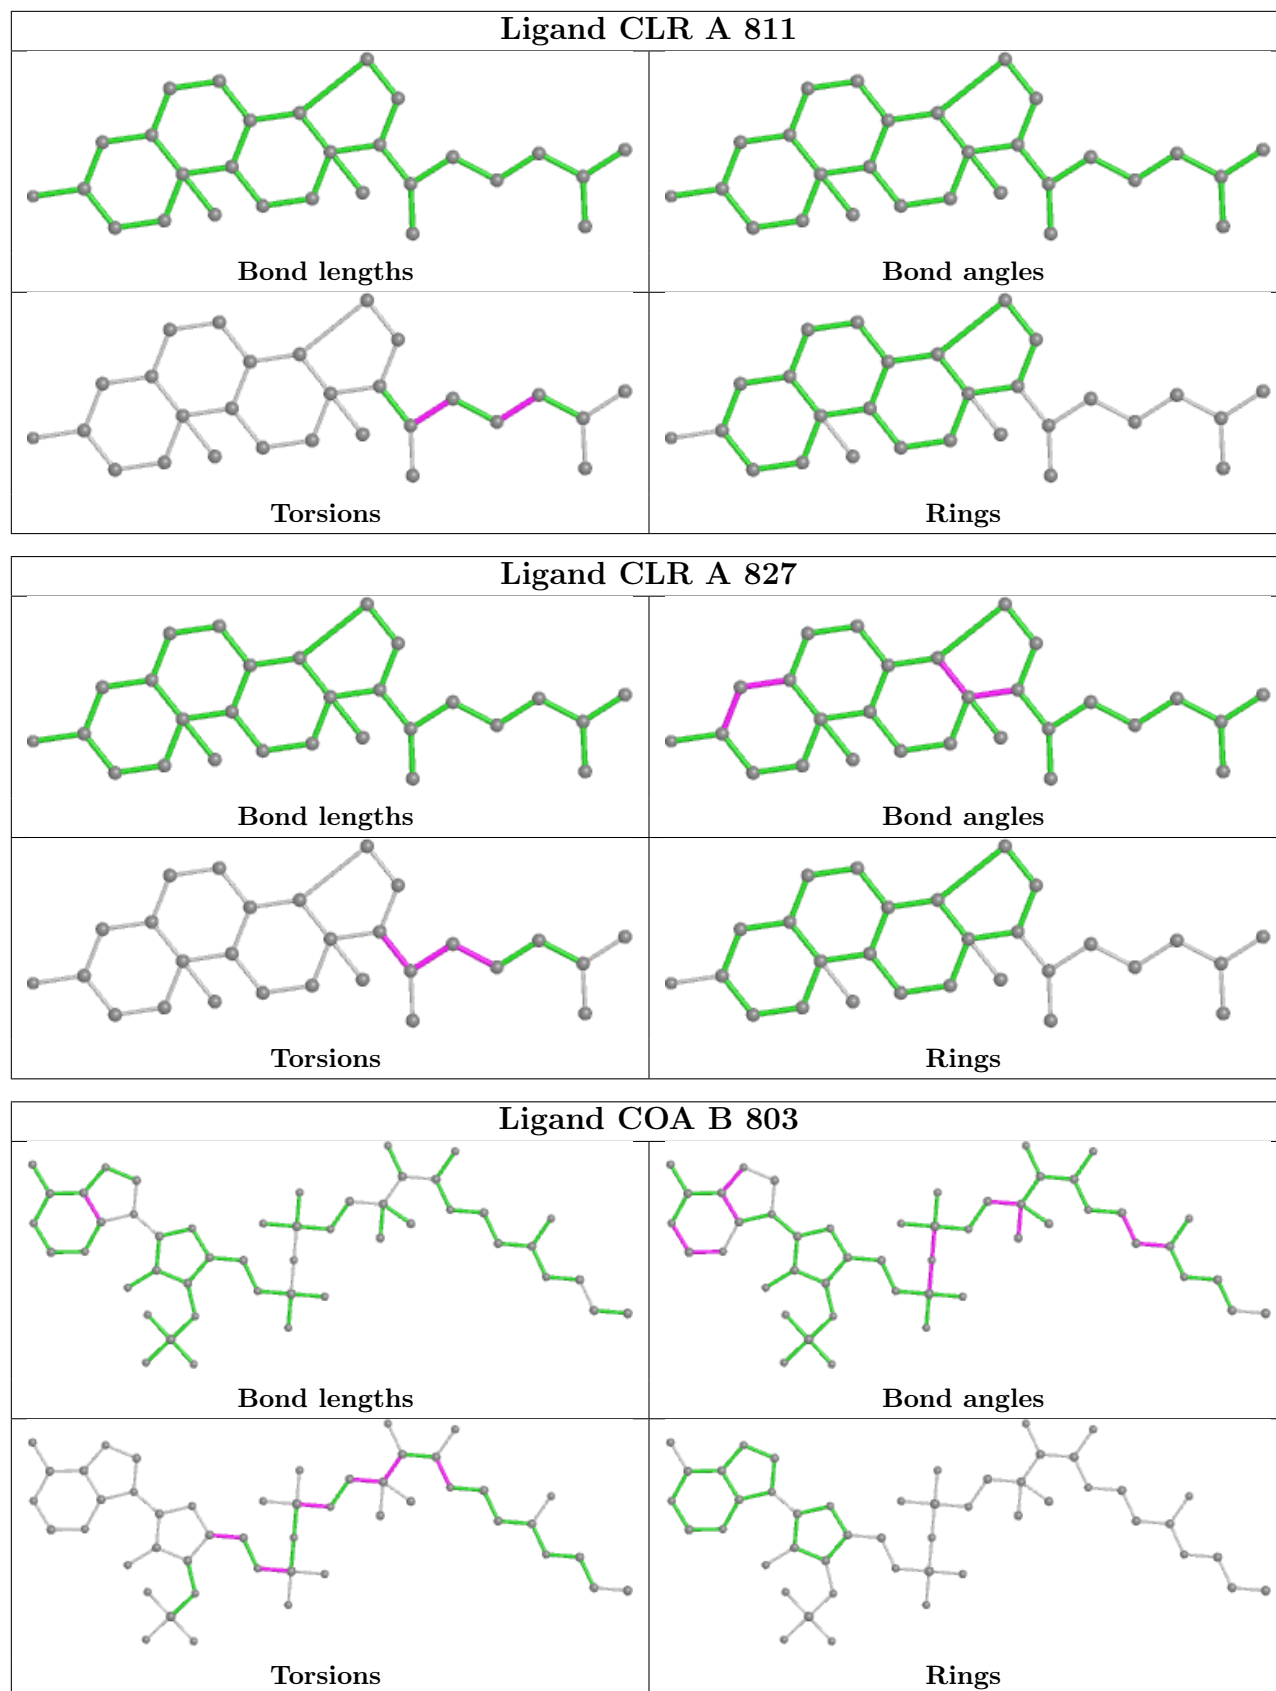 Ligand CLR A 811
Bond lengths
Bond angles
Torsions
Rings
Ligand CLR A 827
Bond lengths
Bond angles
Torsions
Rings
Ligand COA B 803
Bond lengths
Bond angles
Torsions
Rings